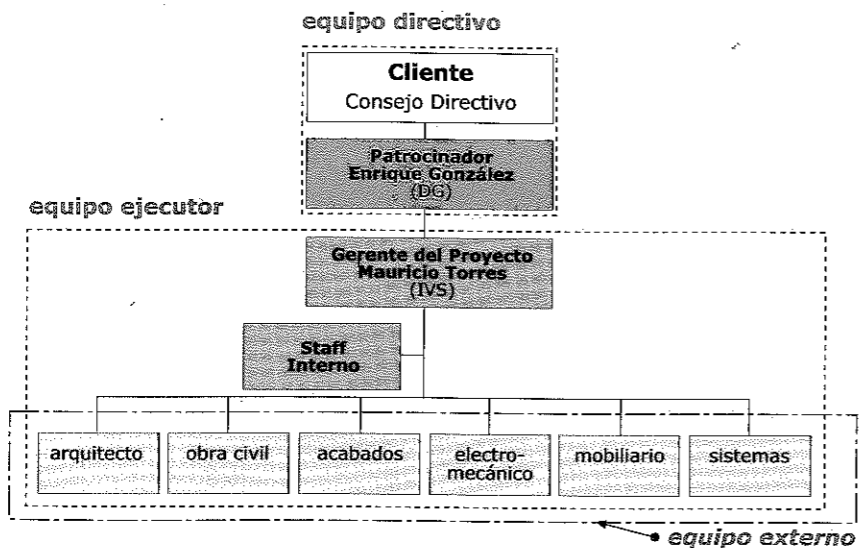 equipo directivo
Cliente
Consejo Directivo
Patrocinador
Enrique González
(DG)
equipo ejecutor
Gerente del Proyecto
Mauricio Torres
(IVS)
Staff
Interno
arquitecto
obra civil
acabados
electro-
mecánico
mobiliario
sistemas
equipo externo